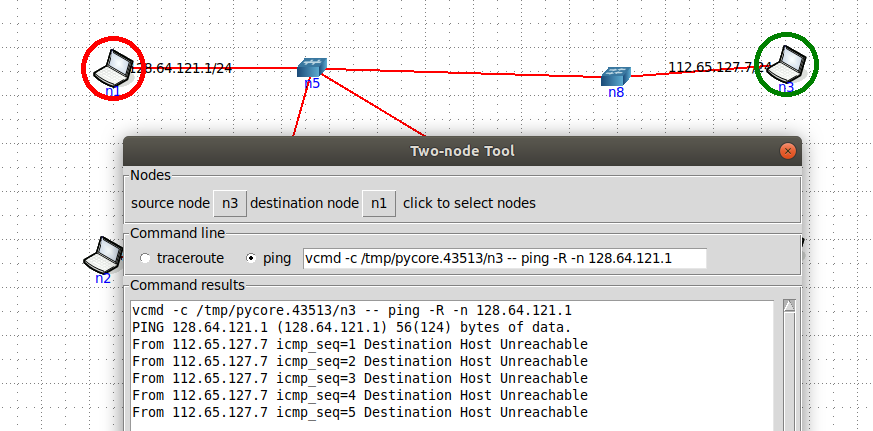 128.64.121.1/24
112.65.127.7/24
n1
n5
n8
n3
Two-node Tool
Nodes
source node n3 destination node n1 click to select nodes
Command line
traceroute ping vcmd -c /tmp/pycore.43513/n3 -- ping -R -n 128.64.121.1
n2
Command results
vcmd -c /tmp/pycore.43513/n3 -- ping -R -n 128.64.121.1
PING 128.64.121.1 (128.64.121.1) 56(124) bytes of data.
From 112.65.127.7 icmp_seq=1 Destination Host Unreachable
From 112.65.127.7 icmp_seq=2 Destination Host Unreachable
From 112.65.127.7 icmp_seq=3 Destination Host Unreachable
From 112.65.127.7 icmp_seq=4 Destination Host Unreachable
From 112.65.127.7 icmp_seq=5 Destination Host Unreachable